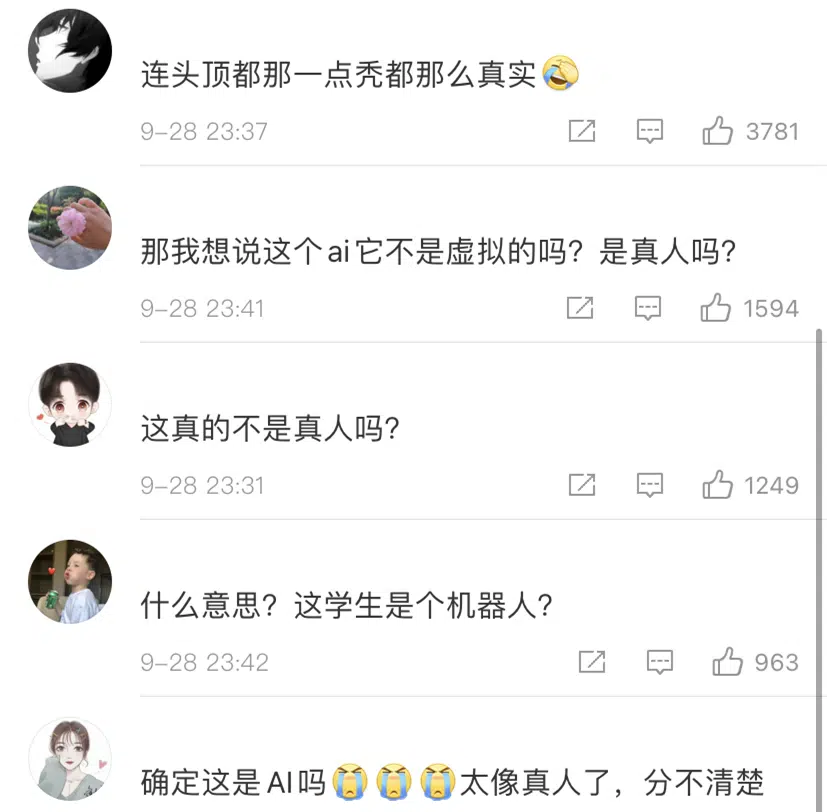 连头顶都那一点秃都那么真实🤣
9-28 23:37
3781
那我想说这个ai它不是虚拟的吗？是真人吗？
9-28 23:41
1594
这真的不是真人吗？
9-28 23:31
1249
什么意思？这学生是个机器人？
9-28 23:42
963
确定这是AI吗😭😭😭太像真人了，分不清楚